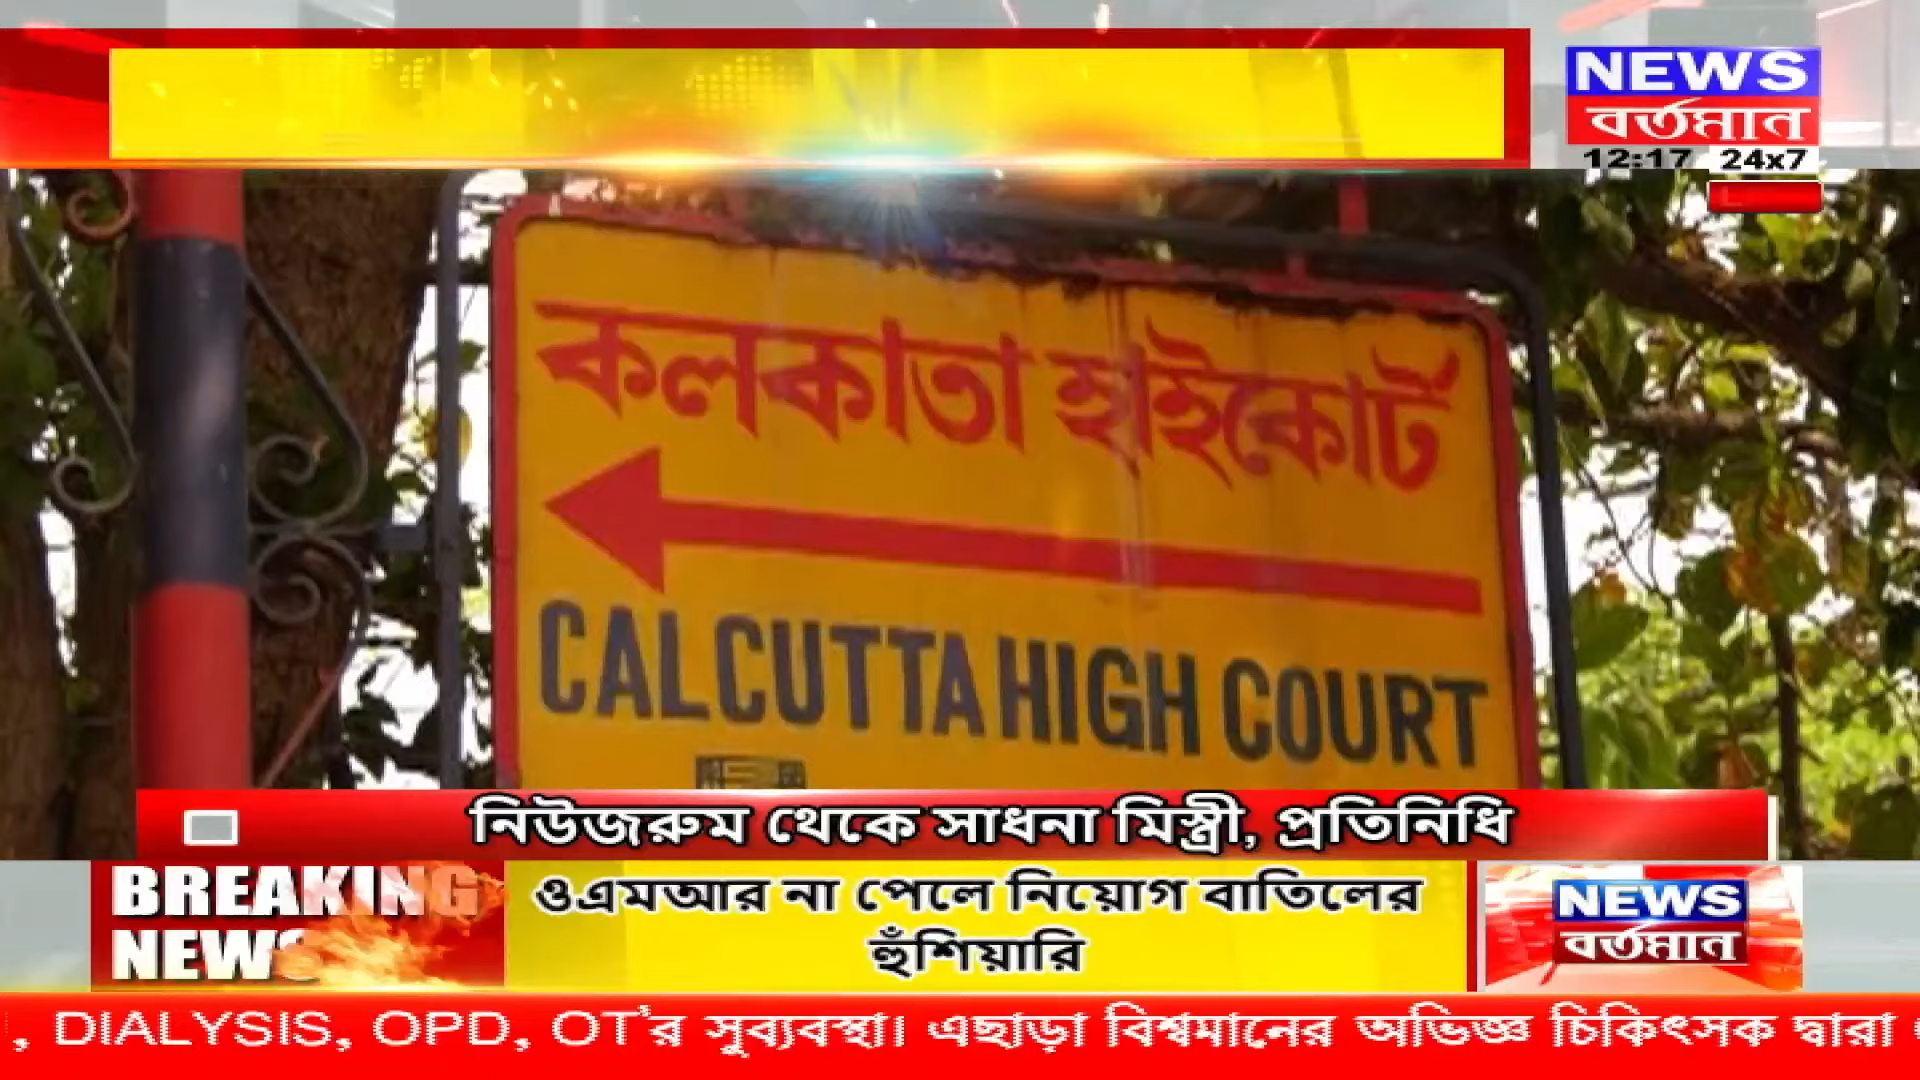 NEWS
বর্তমান
12:17 24x7
কলকাতা হাইকোর্ট
CALCUTTA HIGH COURT
নিউজরুম থেকে সাধনা মিস্ত্রী, প্রতিনিধি
BREAKING
NEWS
ওএমআর না পেলে নিয়োগ বাতিলের
হুঁশিয়ারি
NEWS
বর্তমান
, DIALYSIS, OPD, OT'র সুব্যবস্থা। এছাড়া বিশ্বমানের অভিজ্ঞ চিকিৎসক দ্বারা